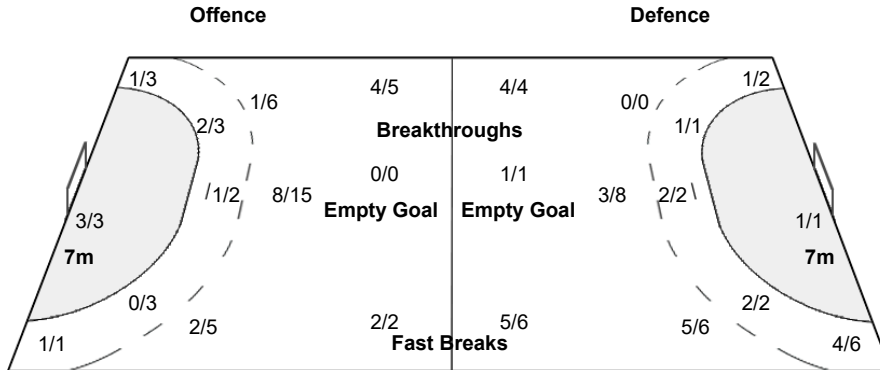 Offence Defence
1/3 4/5 4/4 1/2
1/6 0/0
2/3 Breakthroughs 1/1
0/0 1/1
1/2 8/15 3/8 2/2
Empty Goal Empty Goal
3/3 1/1
7m 7m
0/3 2/2
2/5 2/2 5/6 5/6
1/1 Fast Breaks 4/6